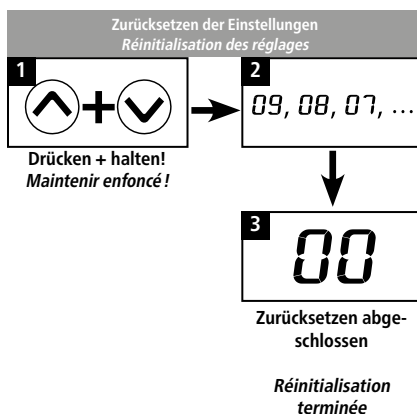 Zurücksetzen der Einstellungen
Réinitialisation des réglages
1
+
Drücken + halten!
Maintenir enfoncé !
2
09, 08, 07, ...
3
00
Zurücksetzen abge-
schlossen
Réinitialisation
terminée